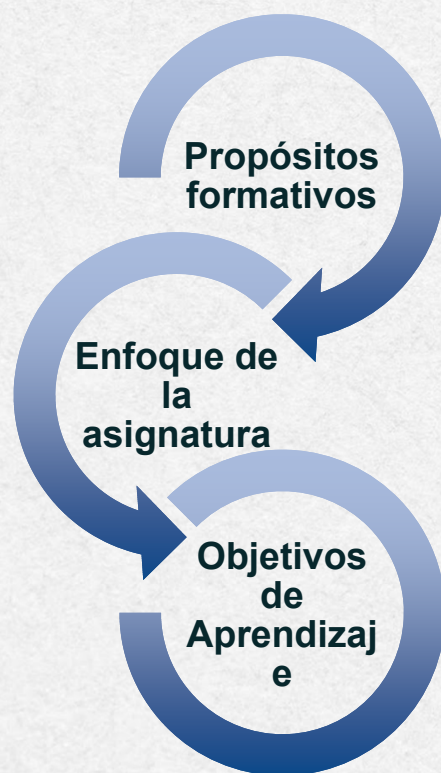 Propósitos
formativos
Enfoque de
la
asignatura
Objetivos
de
Aprendizaj
e